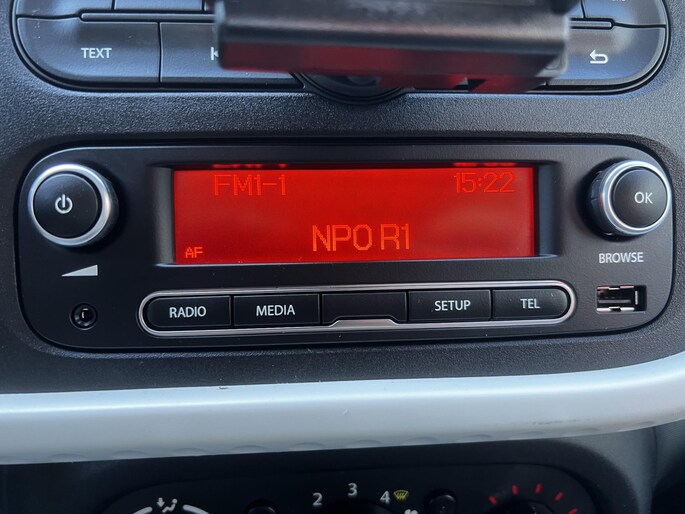 TEXT
FM1-1 15:22
NPO R1
AF
OK
BROWSE
RADIO MEDIA SETUP TEL
2 3 4